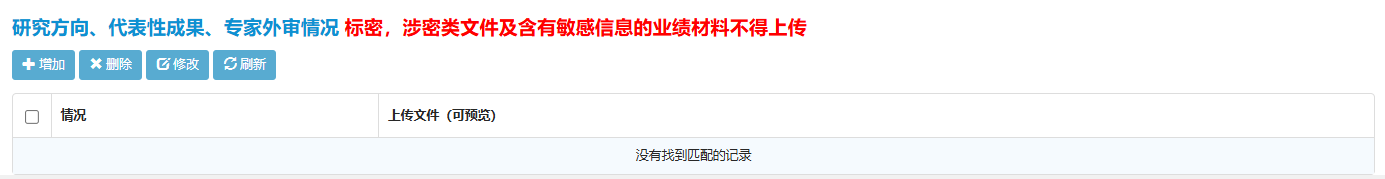 研究方向、代表性成果、专家外审情况 标密，涉密类文件及含有敏感信息的业绩材料不得上传
增加 删除 修改 刷新
情况 上传文件（可预览）
没有找到匹配的记录